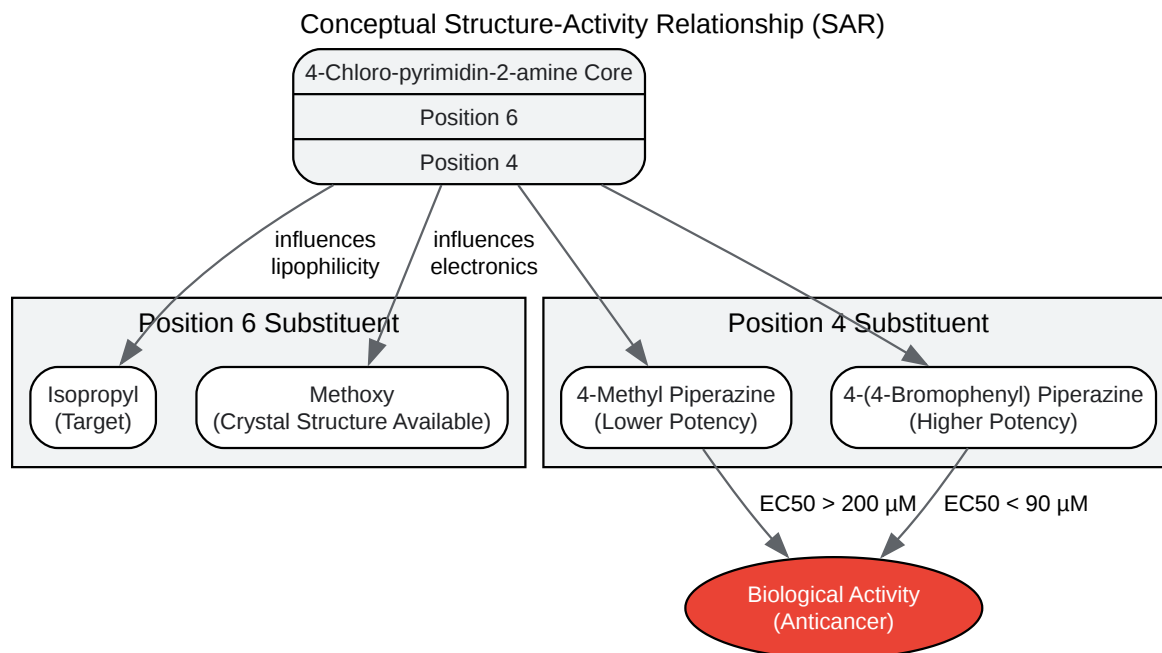 Conceptual Structure-Activity Relationship (SAR)
4-Chloro-pyrimidin-2-amine Core
Position 6
Position 4
influences
lipophilicity
influences
electronics
Position 6 Substituent
Position 4 Substituent
Isopropyl
(Target)
Methoxy
(Crystal Structure Available)
4-Methyl Piperazine
(Lower Potency)
4-(4-Bromophenyl) Piperazine
(Higher Potency)
EC50 > 200 µM
EC50 < 90 µM
Biological Activity
(Anticancer)